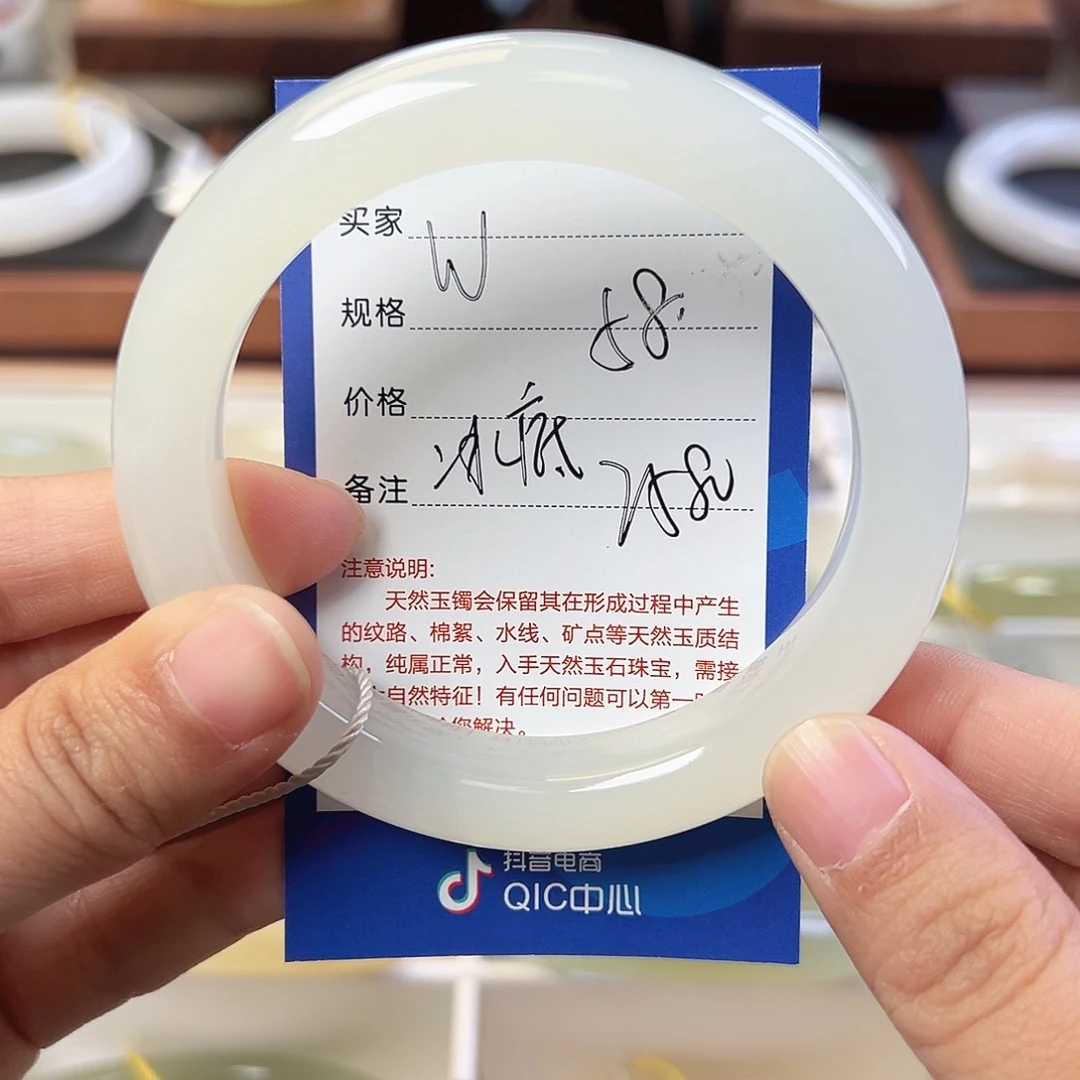 买家 W
规格 58.
价格
冰底
备注
注意说明:
天然玉镯会保留其在形成过程中产生
的纹路、棉絮、水线、矿点等天然玉质结
构，纯属正常，入手天然玉石珠宝，需接
自然特征！有任何问题可以第一
您解决。
抖音电商
QIC中心